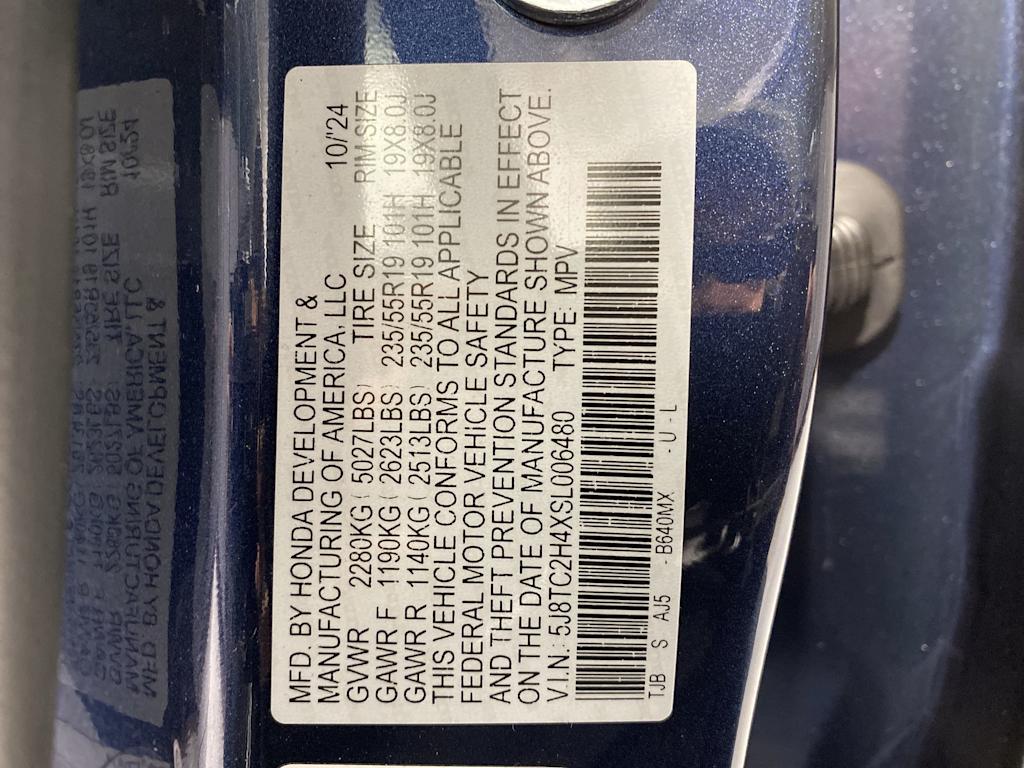 MFD. BY HONDA DEVELOPMENT &
MANUFACTURING OF AMERICA, LLC 10/'24
GVWR 2280KG ( 5027LBS) TIRE SIZE RIM SIZE
GAWR F 1190KG ( 2623LBS) 235/55R19 101H 19X8.0J
GAWR R 1140KG ( 2513LBS) 235/55R19 101H 19X8.0J
THIS VEHICLE CONFORMS TO ALL APPLICABLE
FEDERAL MOTOR VEHICLE SAFETY
AND THEFT PREVENTION STANDARDS IN EFFECT
ON THE DATE OF MANUFACTURE SHOWN ABOVE.
V.I.N.: 5J8TC2H4XSL006480 TYPE: MPV
TJB S AJ5 - B640MX - U - L